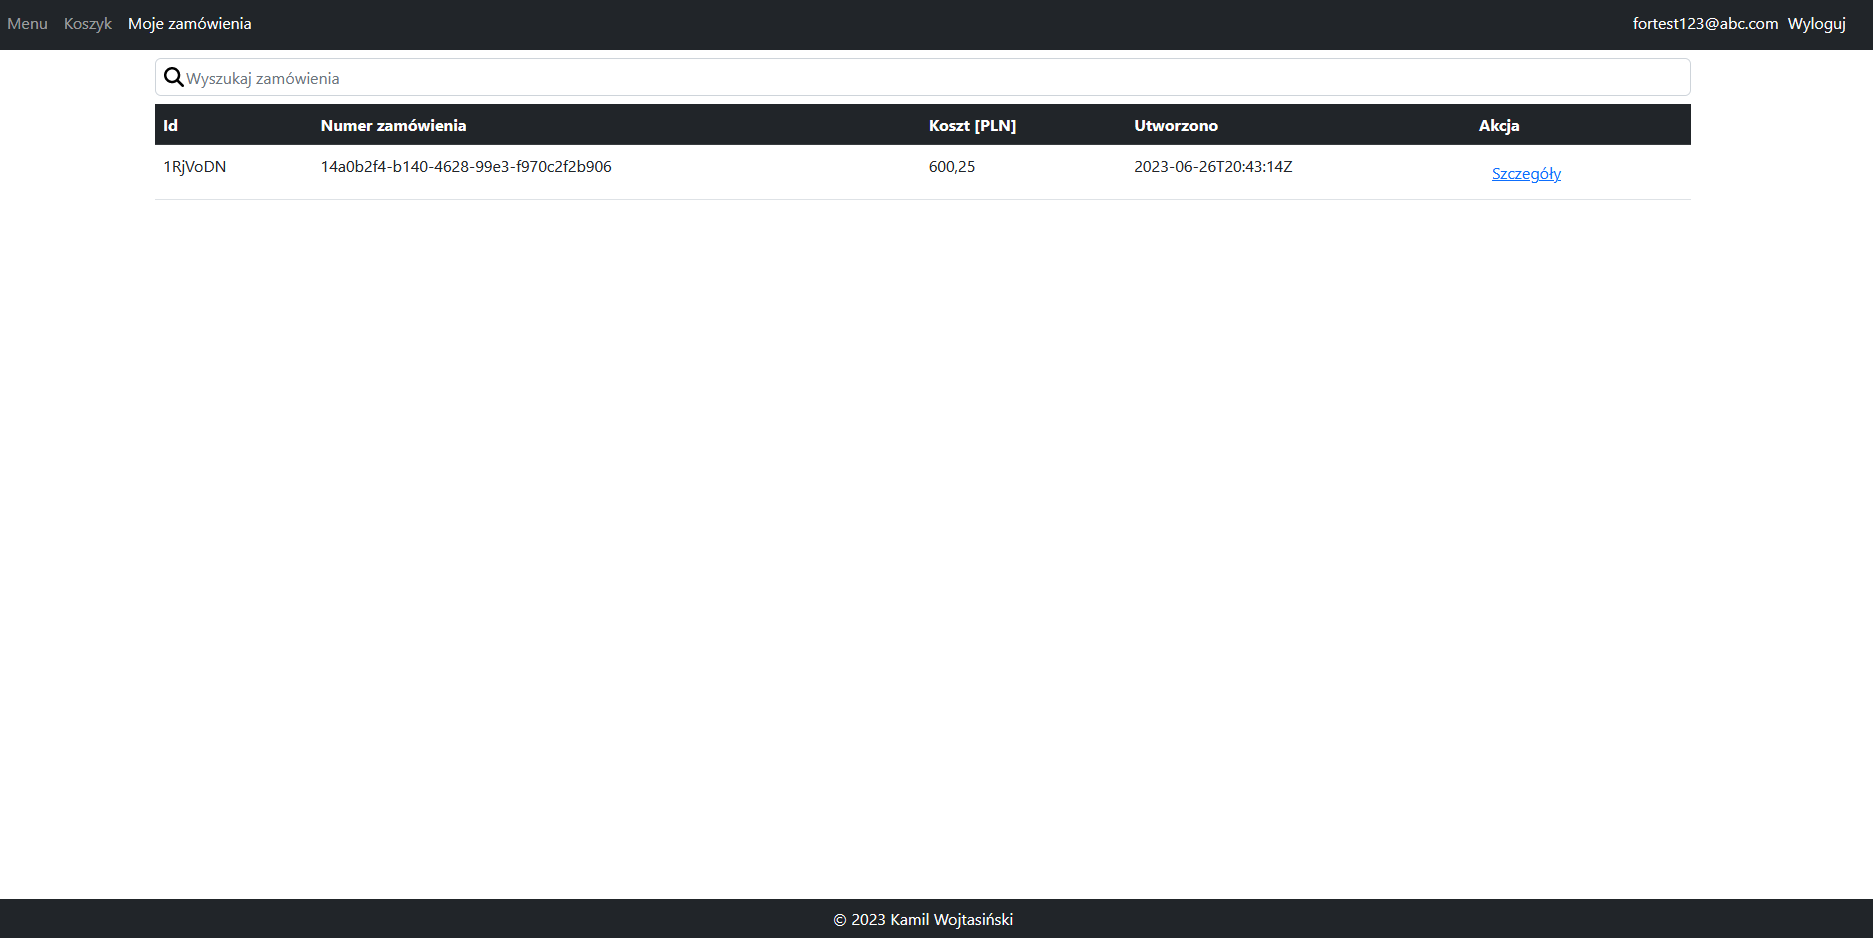 Menu Koszyk Moje zamówienia fortest123@abc.com Wyloguj
Wyszukaj zamówienia
Id Numer zamówienia Koszt [PLN] Utworzono Akcja
1RjVoDN 14a0b2f4-b140-4628-99e3-f970c2f2b906 600,25 2023-06-26T20:43:14Z Szczegóły
© 2023 Kamil Wojtasiński